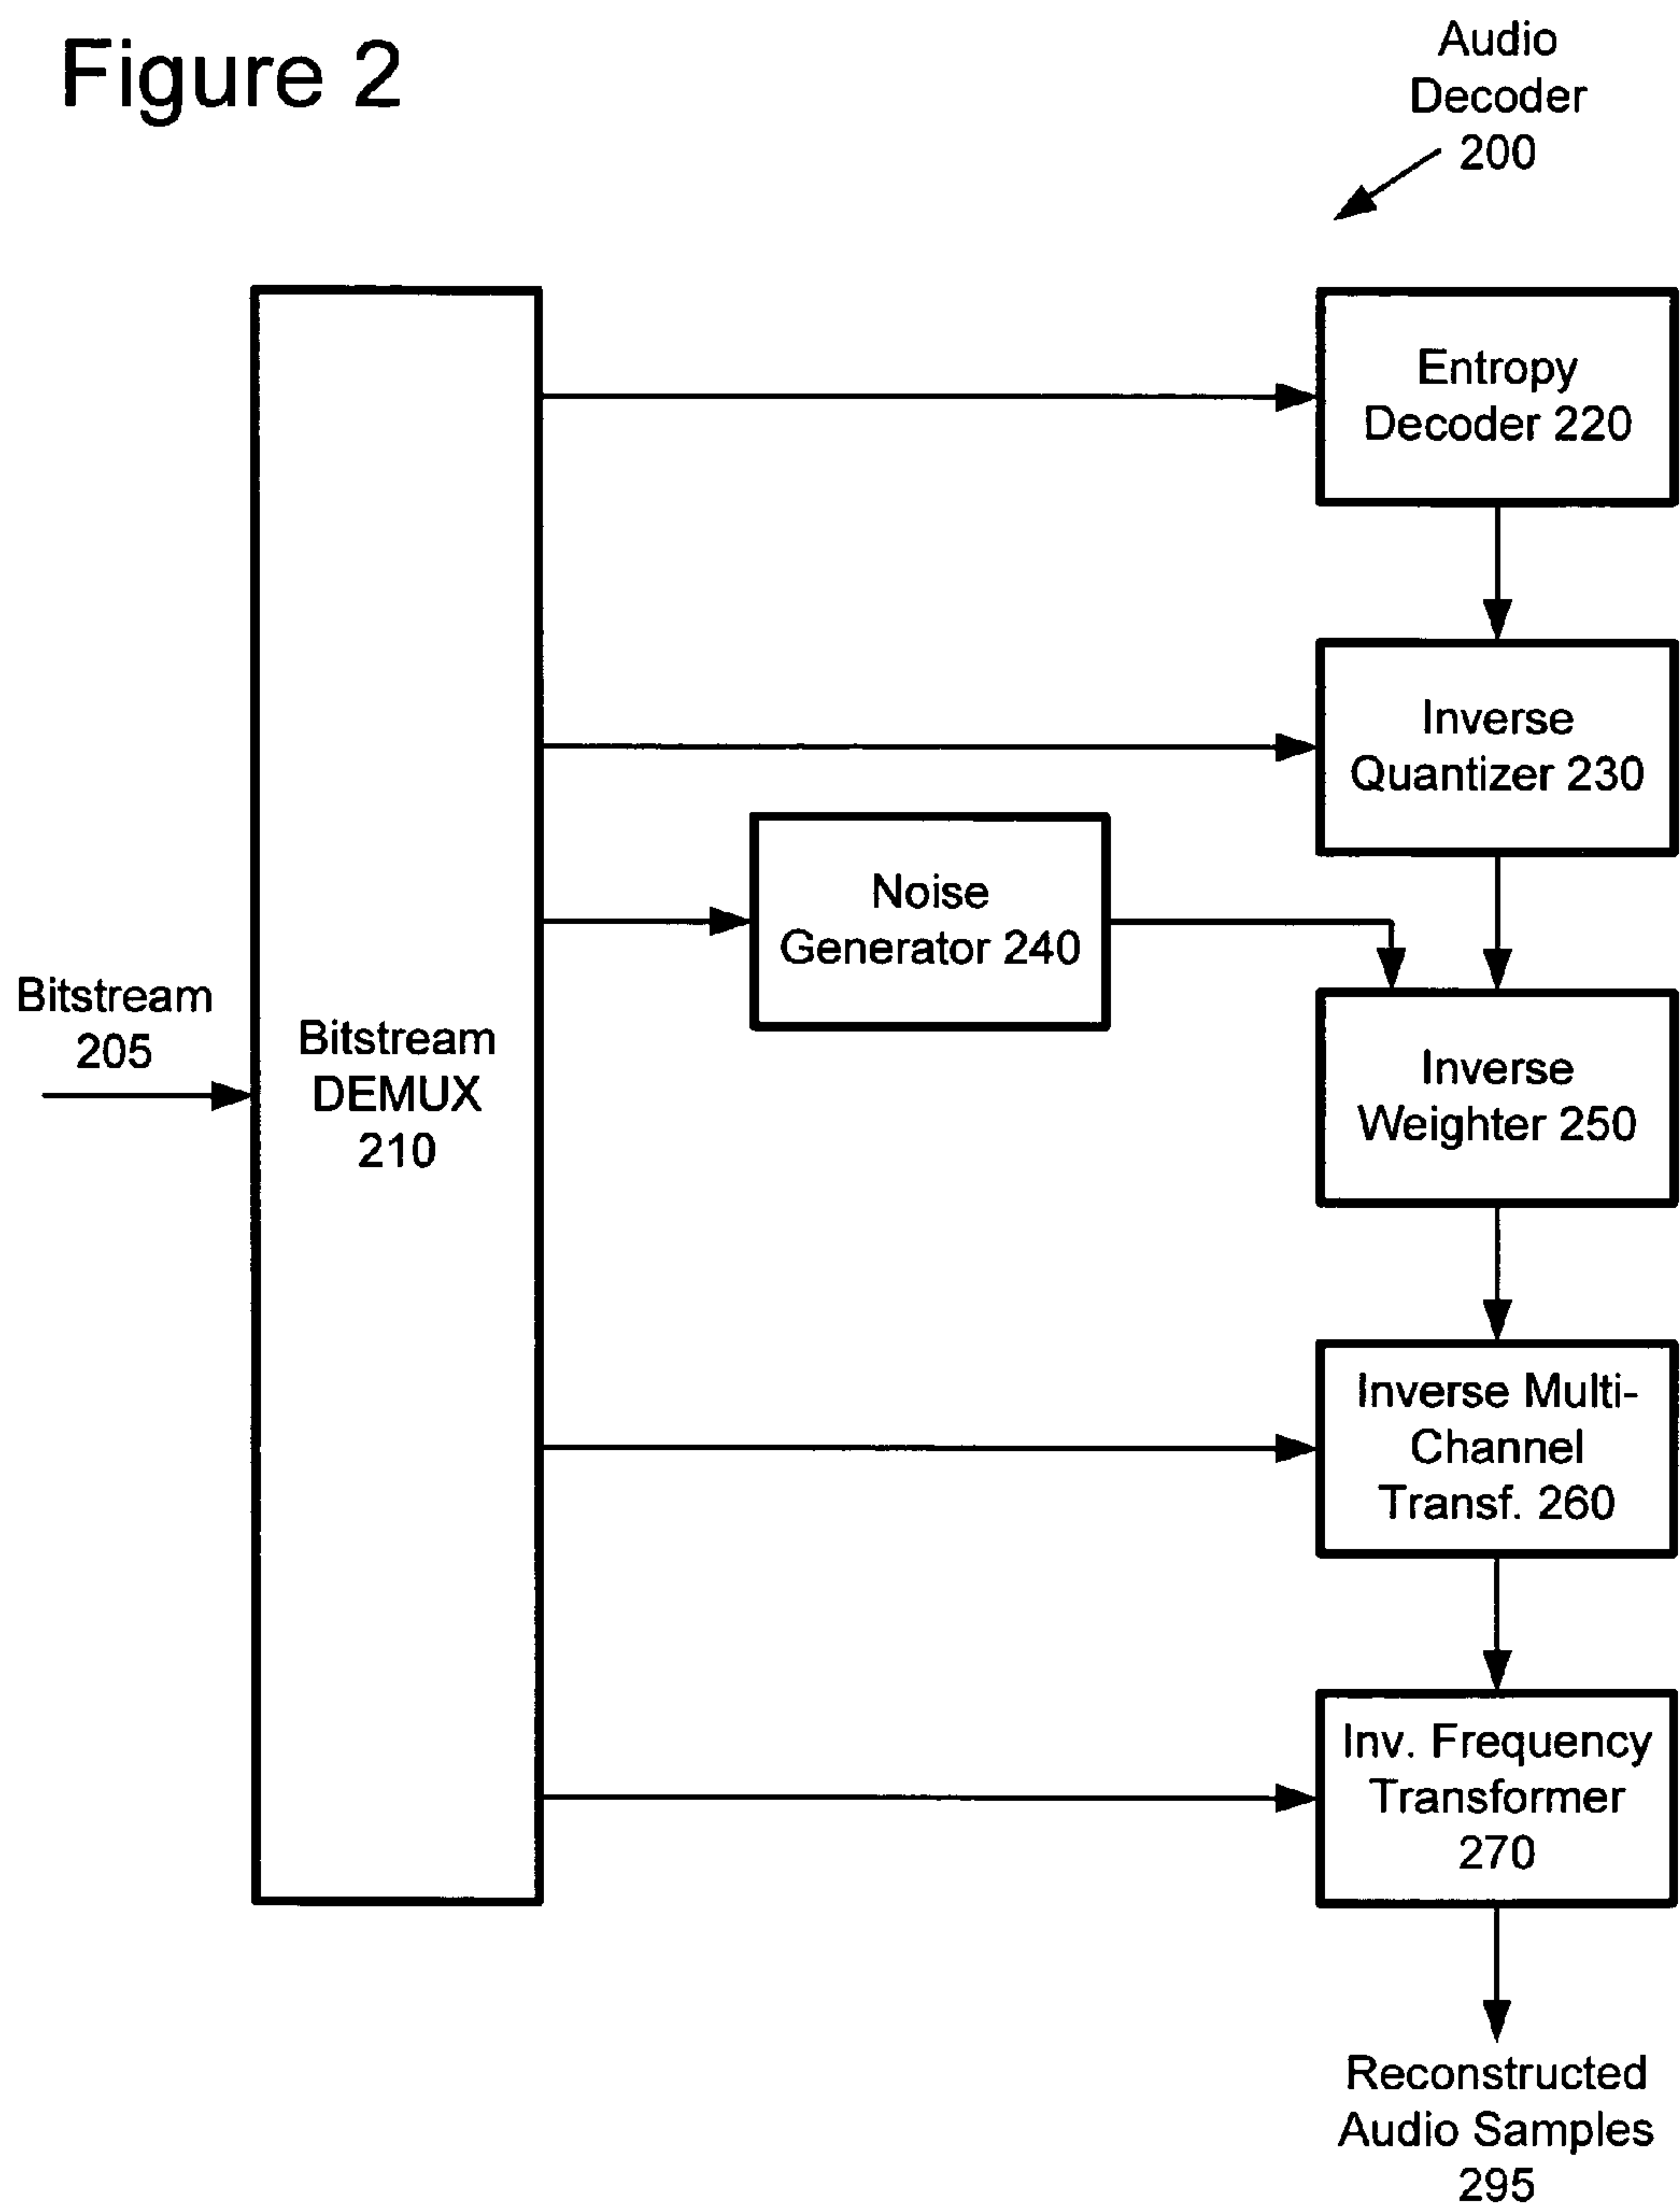 Figure 2
Audio
Decoder
200
Entropy
Decoder 220
Inverse
Quantizer 230
Noise
Generator 240
Bitstream
205
Bitstream
DEMUX
210
Inverse
Weighter 250
Inverse Multi-
Channel
Transf. 260
Inv. Frequency
Transformer
270
Reconstructed
Audio Samples
295